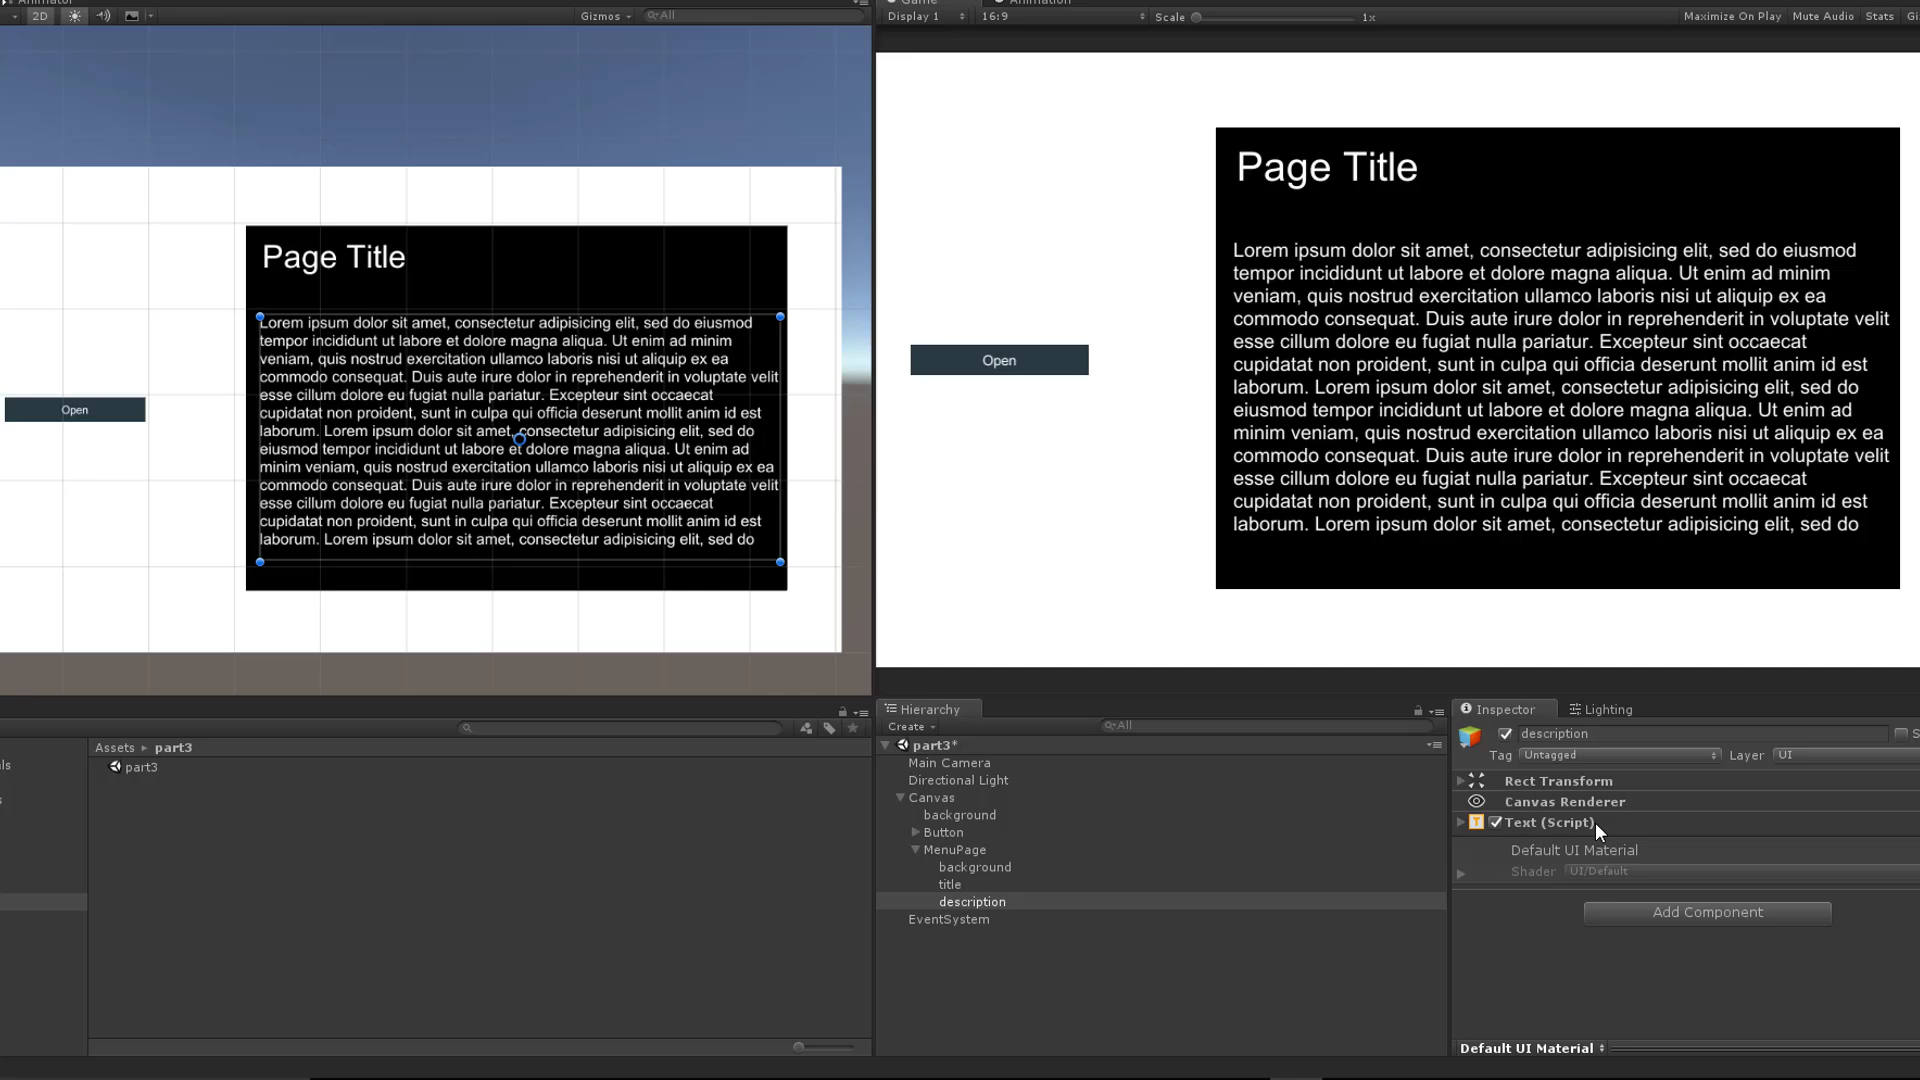 Animator
Game
Animation
2D
Gizmos
All
Display 1
16:9
Scale
1x
Maximize On Play
Mute Audio
Stats
Gi
Page Title
Lorem ipsum dolor sit amet, consectetur adipisicing elit, sed do eiusmod
tempor incididunt ut labore et dolore magna aliqua. Ut enim ad minim
veniam, quis nostrud exercitation ullamco laboris nisi ut aliquip ex ea
commodo consequat. Duis aute irure dolor in reprehenderit in voluptate velit
esse cillum dolore eu fugiat nulla pariatur. Excepteur sint occaecat
cupidatat non proident, sunt in culpa qui officia deserunt mollit anim id est
laborum. Lorem ipsum dolor sit amet, consectetur adipisicing elit, sed do
eiusmod tempor incididunt ut labore et dolore magna aliqua. Ut enim ad
minim veniam, quis nostrud exercitation ullamco laboris nisi ut aliquip ex ea
commodo consequat. Duis aute irure dolor in reprehenderit in voluptate velit
esse cillum dolore eu fugiat nulla pariatur. Excepteur sint occaecat
cupidatat non proident, sunt in culpa qui officia deserunt mollit anim id est
laborum. Lorem ipsum dolor sit amet, consectetur adipisicing elit, sed do
Open
Page Title
Lorem ipsum dolor sit amet, consectetur adipisicing elit, sed do eiusmod
tempor incididunt ut labore et dolore magna aliqua. Ut enim ad minim
veniam, quis nostrud exercitation ullamco laboris nisi ut aliquip ex ea
commodo consequat. Duis aute irure dolor in reprehenderit in voluptate velit
esse cillum dolore eu fugiat nulla pariatur. Excepteur sint occaecat
cupidatat non proident, sunt in culpa qui officia deserunt mollit anim id est
laborum. Lorem ipsum dolor sit amet, consectetur adipisicing elit, sed do
eiusmod tempor incididunt ut labore et dolore magna aliqua. Ut enim ad
minim veniam, quis nostrud exercitation ullamco laboris nisi ut aliquip ex ea
commodo consequat. Duis aute irure dolor in reprehenderit in voluptate velit
esse cillum dolore eu fugiat nulla pariatur. Excepteur sint occaecat
cupidatat non proident, sunt in culpa qui officia deserunt mollit anim id est
laborum. Lorem ipsum dolor sit amet, consectetur adipisicing elit, sed do
Open
ls
Assets part3
part3
Hierarchy
Create
All
part3*
Main Camera
Directional Light
Canvas
background
Button
MenuPage
background
title
description
EventSystem
Inspector
Lighting
description
S
Tag Untagged Layer UI
Rect Transform
Canvas Renderer
Text (Script)
Default UI Material
Shader UI/Default
Add Component
Default UI Material